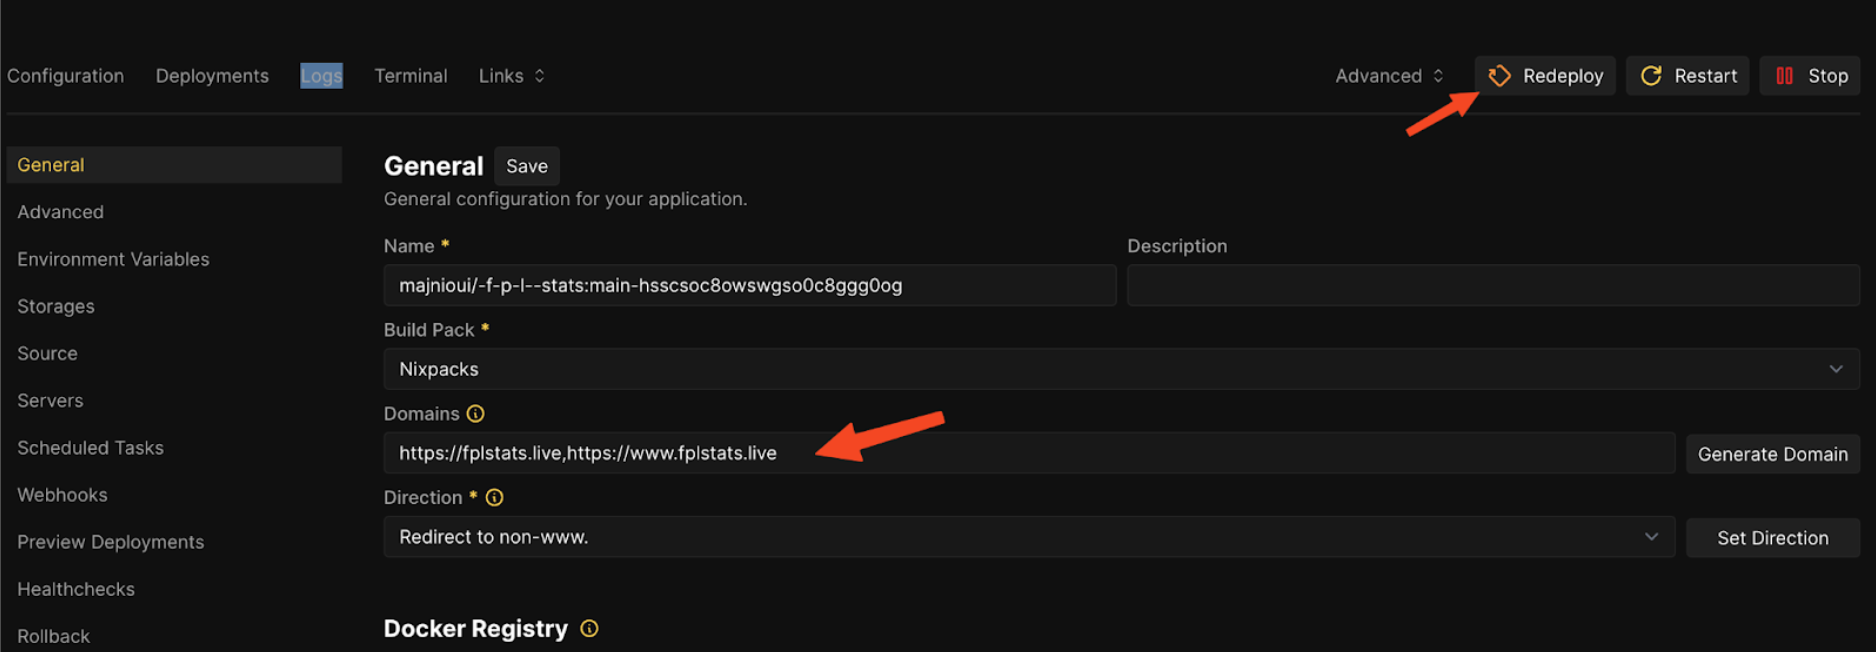 Configuration Deployments Logs Terminal Links Advanced Redeploy Restart Stop
General
Advanced
Environment Variables
Storages
Source
Servers
Scheduled Tasks
Webhooks
Preview Deployments
Healthchecks
Rollback
General Save
General configuration for your application.
Name * Description
majnioui/-f-p-l--stats:main-hsscsoc8owswgso0c8ggg0og
Build Pack *
Nixpacks
Domains
https://fplstats.live,https://www.fplstats.live Generate Domain
Direction *
Redirect to non-www. Set Direction
Docker Registry